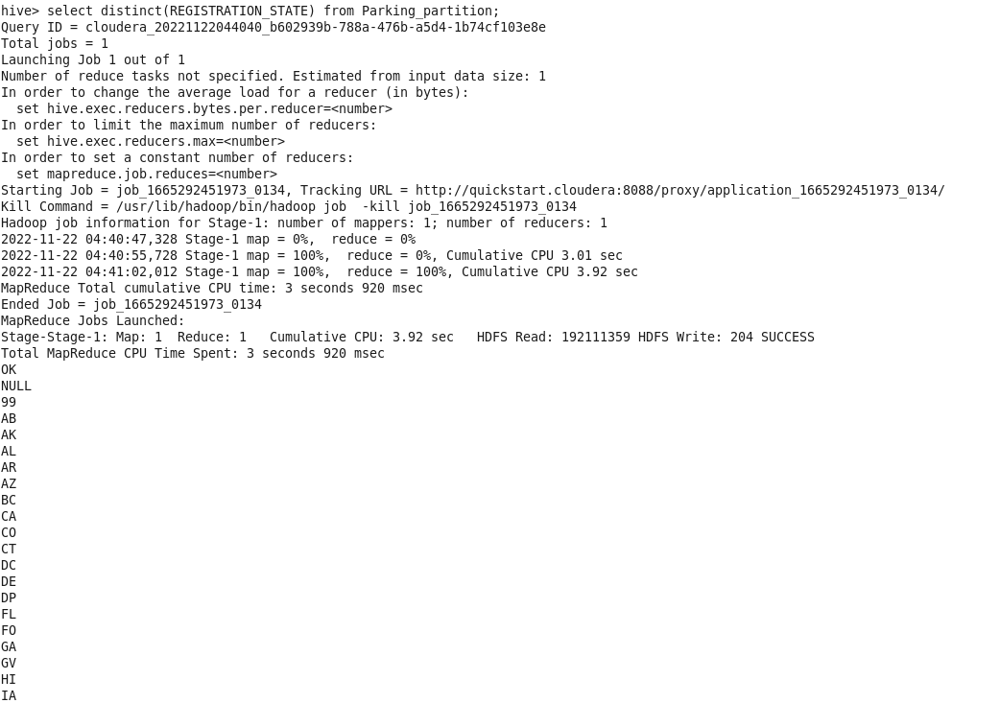 hive> select distinct(REGISTRATION_STATE) from Parking_partition;
Query ID = cloudera_20221122044040_b602939b-788a-476b-a5d4-1b74cf103e8e
Total jobs = 1
Launching Job 1 out of 1
Number of reduce tasks not specified. Estimated from input data size: 1
In order to change the average load for a reducer (in bytes):
  set hive.exec.reducers.bytes.per.reducer=<number>
In order to limit the maximum number of reducers:
  set hive.exec.reducers.max=<number>
In order to set a constant number of reducers:
  set mapreduce.job.reduces=<number>
Starting Job = job_1665292451973_0134, Tracking URL = http://quickstart.cloudera:8088/proxy/application_1665292451973_0134/
Kill Command = /usr/lib/hadoop/bin/hadoop job  -kill job_1665292451973_0134
Hadoop job information for Stage-1: number of mappers: 1; number of reducers: 1
2022-11-22 04:40:47,328 Stage-1 map = 0%,  reduce = 0%
2022-11-22 04:40:55,728 Stage-1 map = 100%,  reduce = 0%, Cumulative CPU 3.01 sec
2022-11-22 04:41:02,012 Stage-1 map = 100%,  reduce = 100%, Cumulative CPU 3.92 sec
MapReduce Total cumulative CPU time: 3 seconds 920 msec
Ended Job = job_1665292451973_0134
MapReduce Jobs Launched:
Stage-Stage-1: Map: 1  Reduce: 1   Cumulative CPU: 3.92 sec   HDFS Read: 192111359 HDFS Write: 204 SUCCESS
Total MapReduce CPU Time Spent: 3 seconds 920 msec
OK
NULL
99
AB
AK
AL
AR
AZ
BC
CA
CO
CT
DC
DE
DP
FL
FO
GA
GV
HI
IA